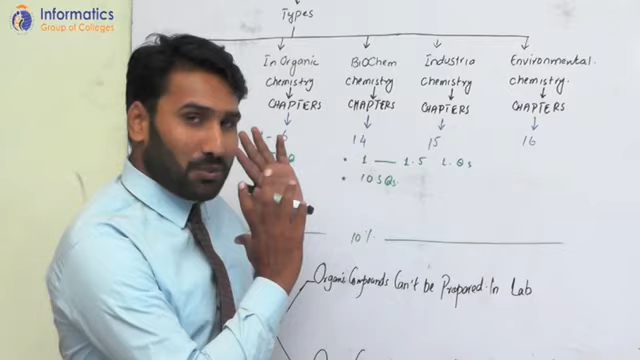 Informatics
Group of Colleges
Types
In Organic BioChem Industria Environmental
chemistry chemistry chemistry chemistry.
CHAPTERS CHAPTERS CHAPTERS CHAPTERS
14 15 16
• 1 — 1.5 L.Qs
• 10 SQs
10%
Organic Compounds Can't be Prepared In Lab